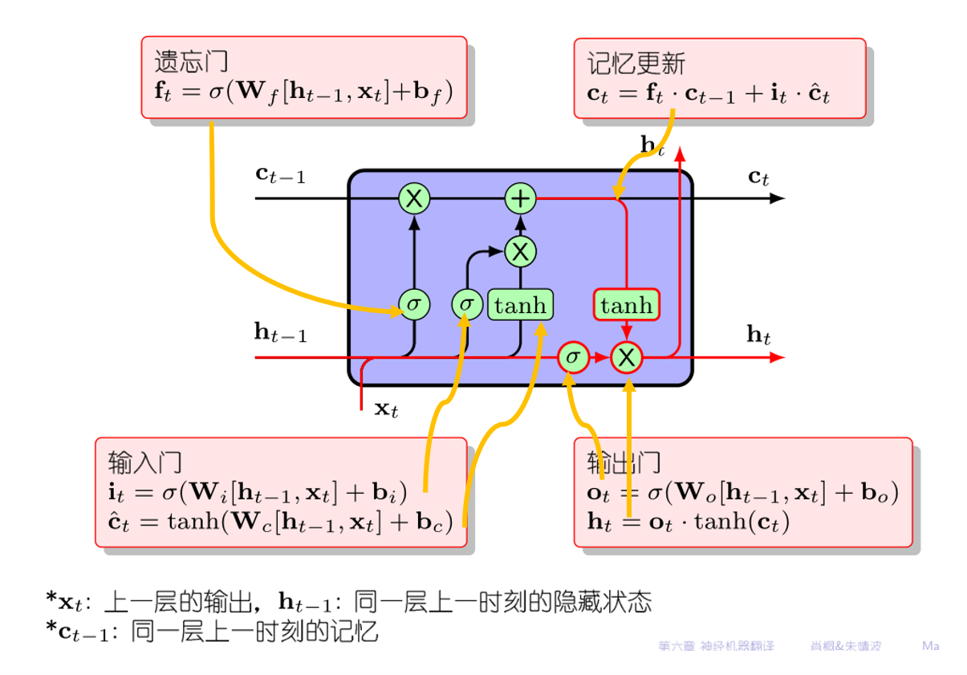 遗忘门
f_t = σ(W_f[h_{t−1}, x_t]+b_f)
记忆更新
c_t = f_t · c_{t−1} + i_t · ĉ_t
h_t
c_{t−1}
c_t
X
+
X
σ
σ
tanh
tanh
h_{t−1}
h_t
σ
X
x_t
输入门
i_t = σ(W_i[h_{t−1}, x_t] + b_i)
ĉ_t = tanh(W_c[h_{t−1}, x_t] + b_c)
输出门
o_t = σ(W_o[h_{t−1}, x_t] + b_o)
h_t = o_t · tanh(c_t)
*x_t: 上一层的输出，h_{t−1}: 同一层上一时刻的隐藏状态
*c_{t−1}: 同一层上一时刻的记忆
第六章 神经机器翻译 肖桐&朱靖波 Ma